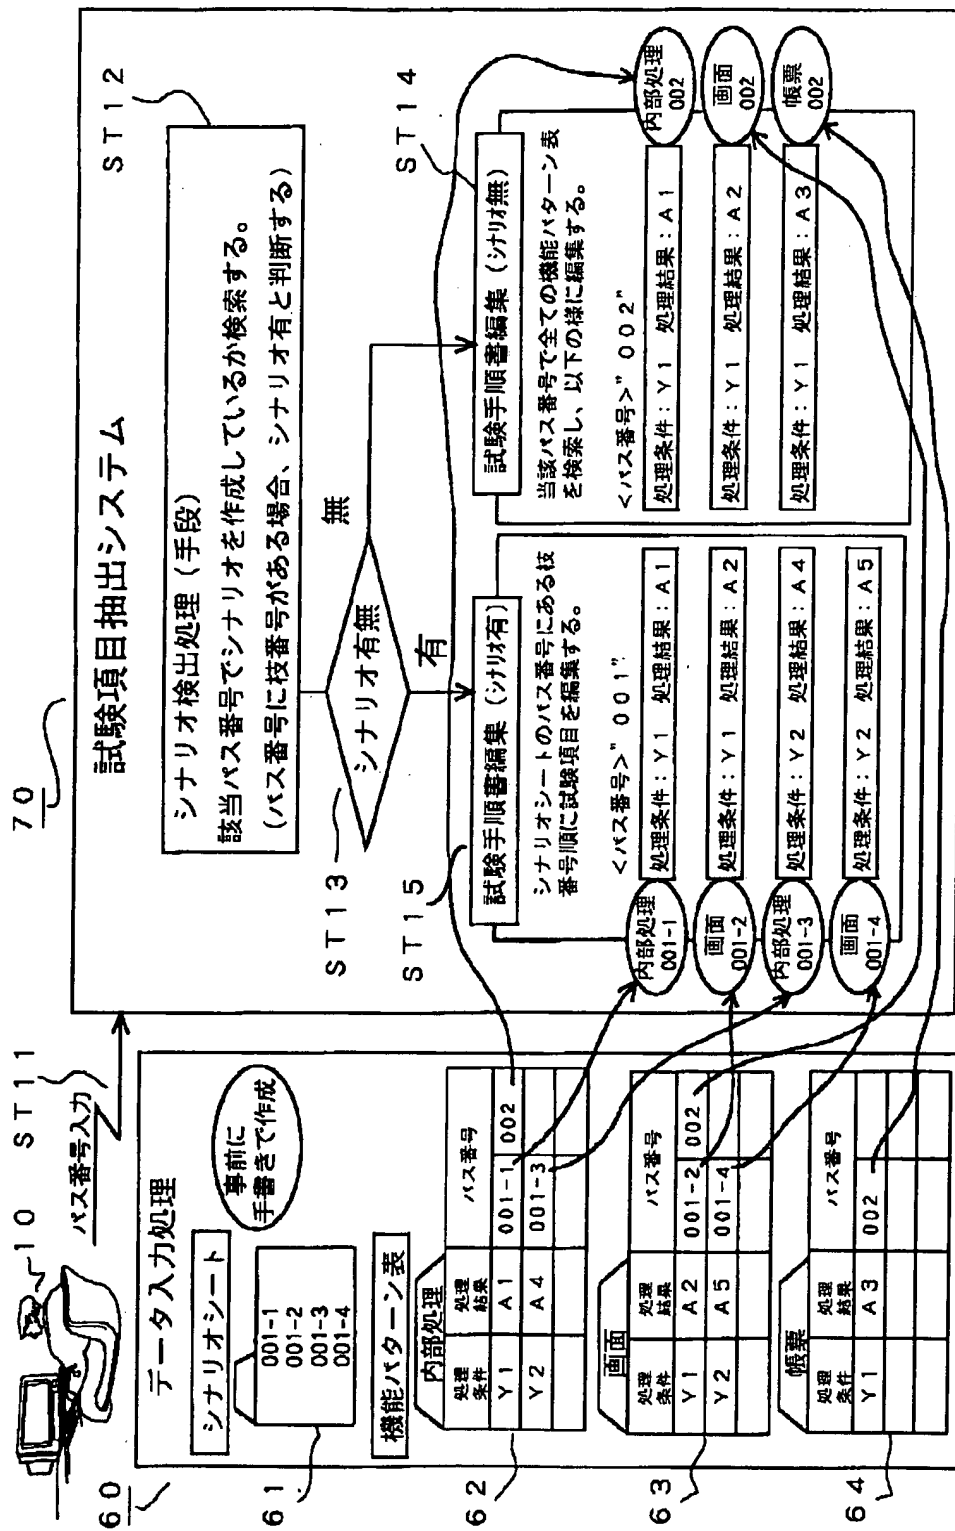 10
ST11
パス番号入力
60
データ入力処理
シナリオシート
事前に
手書きで作成
61
001-1
001-2
001-3
001-4
機能パターン表
62
内部処理
処理
条件
処理
結果
パス番号
Y1
A1
001-1
002
Y2
A4
001-3
63
画面
処理
条件
処理
結果
パス番号
Y1
A2
001-2
002
Y2
A5
001-4
64
帳票
処理
条件
処理
結果
パス番号
Y1
A3
002
70
試験項目抽出システム
ST12
シナリオ検出処理（手段）
該当パス番号でシナリオを作成しているか検索する。
（パス番号に枝番号がある場合、シナリオ有と判断する）
ST13
シナリオ有無
無
有
ST15
試験手順書編集（シナリオ有）
シナリオシートのパス番号にある枝
番号順に試験項目を編集する。
＜パス番号＞"001"
内部処理
001-1
処理条件：Y1 処理結果：A1
画面
001-2
処理条件：Y1 処理結果：A2
内部処理
001-3
処理条件：Y2 処理結果：A4
画面
001-4
処理条件：Y2 処理結果：A5
ST14
試験手順書編集（シナリオ無）
当該パス番号で全ての機能パターン表
を検索し、以下の様に編集する。
＜パス番号＞"002"
処理条件：Y1 処理結果：A1
内部処理
002
処理条件：Y1 処理結果：A2
画面
002
処理条件：Y1 処理結果：A3
帳票
002